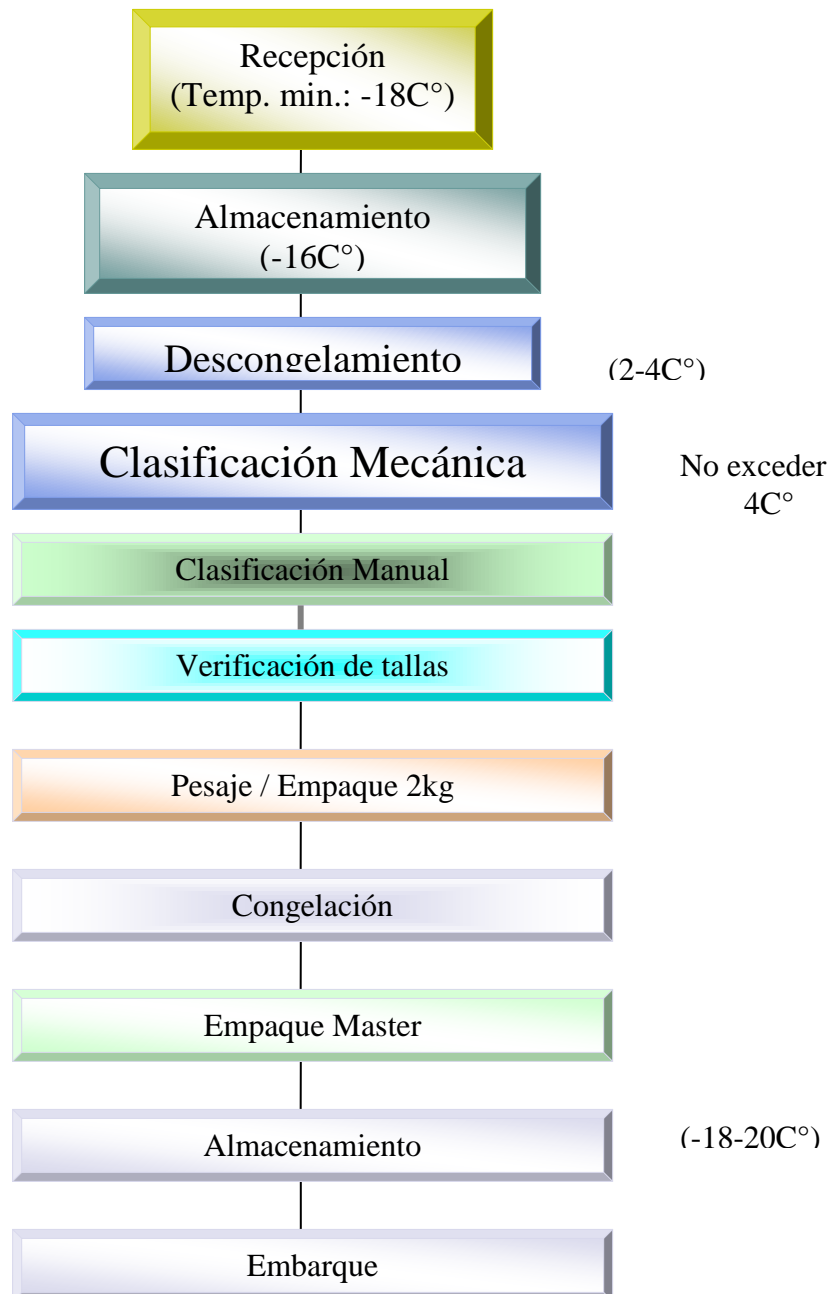 Recepción
(Temp. min.: -18C°)
Almacenamiento
(-16C°)
Descongelamiento
(2-4C°)
Clasificación Mecánica
No exceder
4C°
Clasificación Manual
Verificación de tallas
Pesaje / Empaque 2kg
Congelación
Empaque Master
Almacenamiento
(-18-20C°)
Embarque